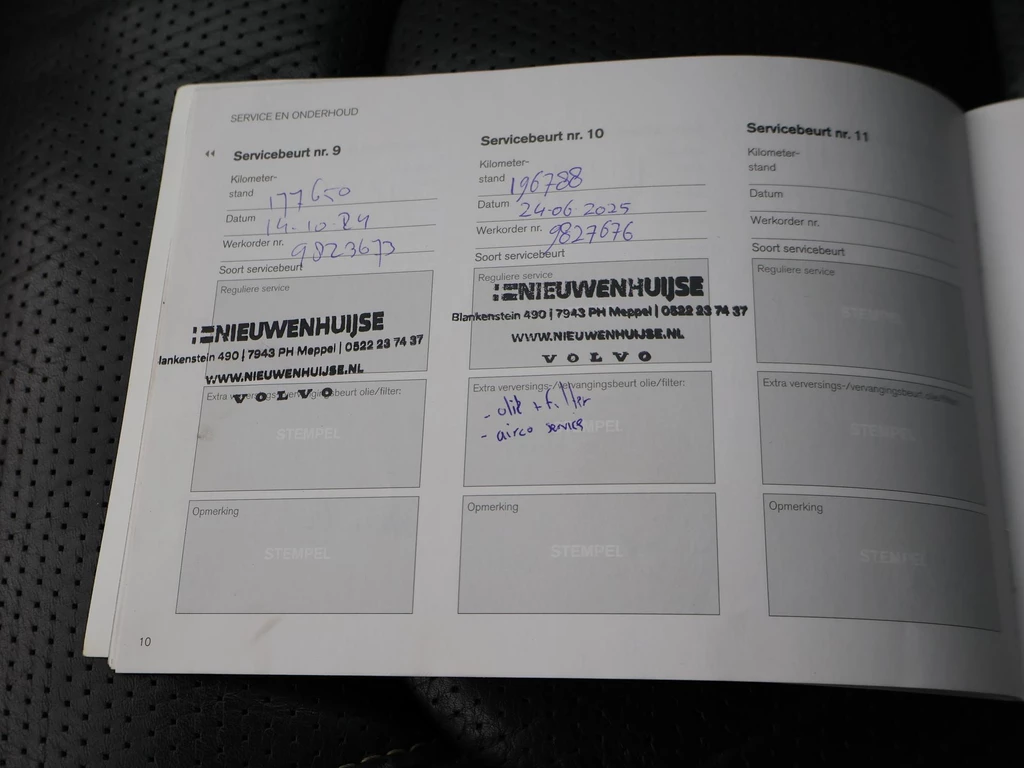 SERVICE EN ONDERHOUD
Servicebeurt nr. 9
Kilometer-
stand 177650
Datum 14-10-24
Werkorder nr. 9823673
Soort servicebeurt
Reguliere service
NIEUWENHUIJSE
lankenstein 490 | 7943 PH Meppel | 0522 23 74 37
WWW.NIEUWENHUIJSE.NL
VOLVO
Extra verversings-/vervangingsbeurt olie/filter:
STEMPEL
Opmerking
STEMPEL
Servicebeurt nr. 10
Kilometer-
stand 196788
Datum 24-06-2025
Werkorder nr. 9827676
Soort servicebeurt
Reguliere service
NIEUWENHUIJSE
Blankenstein 490 | 7943 PH Meppel | 0522 23 74 37
WWW.NIEUWENHUIJSE.NL
VOLVO
Extra verversings-/vervangingsbeurt olie/filter:
- olie + filter
- airco service
STEMPEL
Opmerking
STEMPEL
Servicebeurt nr. 11
Kilometer-
stand
Datum
Werkorder nr.
Soort servicebeurt
Reguliere service
STEMPEL
Extra verversings-/vervangingsbeurt olie/filter:
STEMPEL
Opmerking
STEMPEL
10